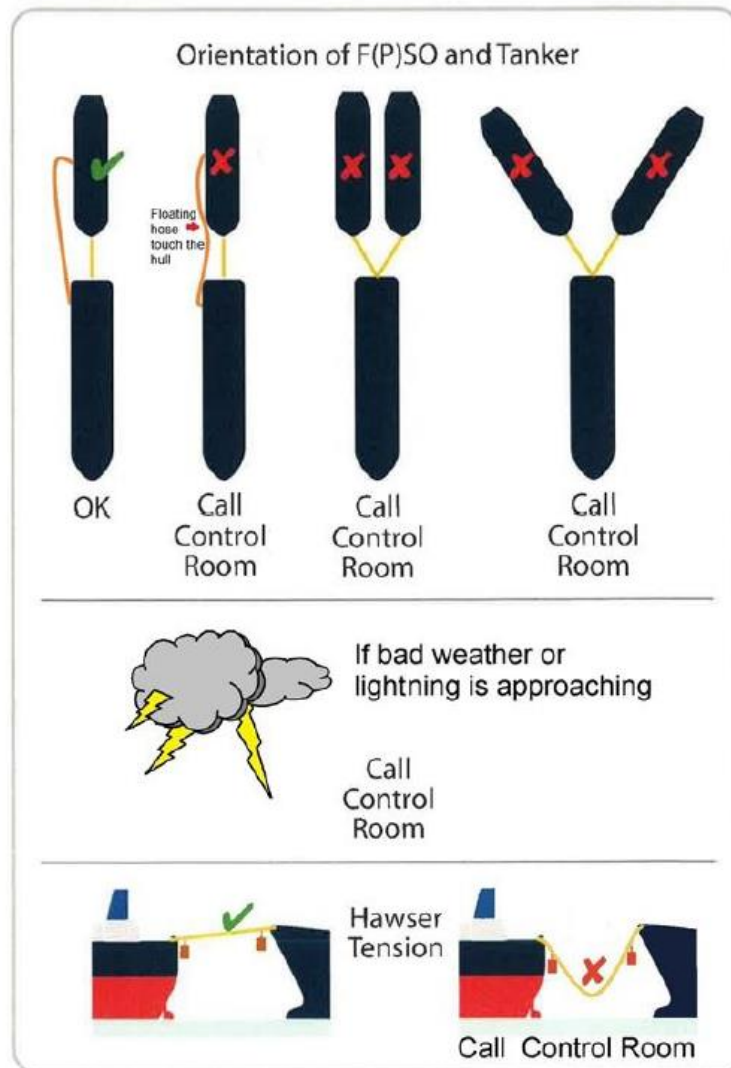 Orientation of F(P)SO and Tanker
Floating
hose
touch the
hull
OK
Call
Control
Room
Call
Control
Room
Call
Control
Room
If bad weather or
lightning is approaching
Call
Control
Room
Hawser
Tension
Call Control Room